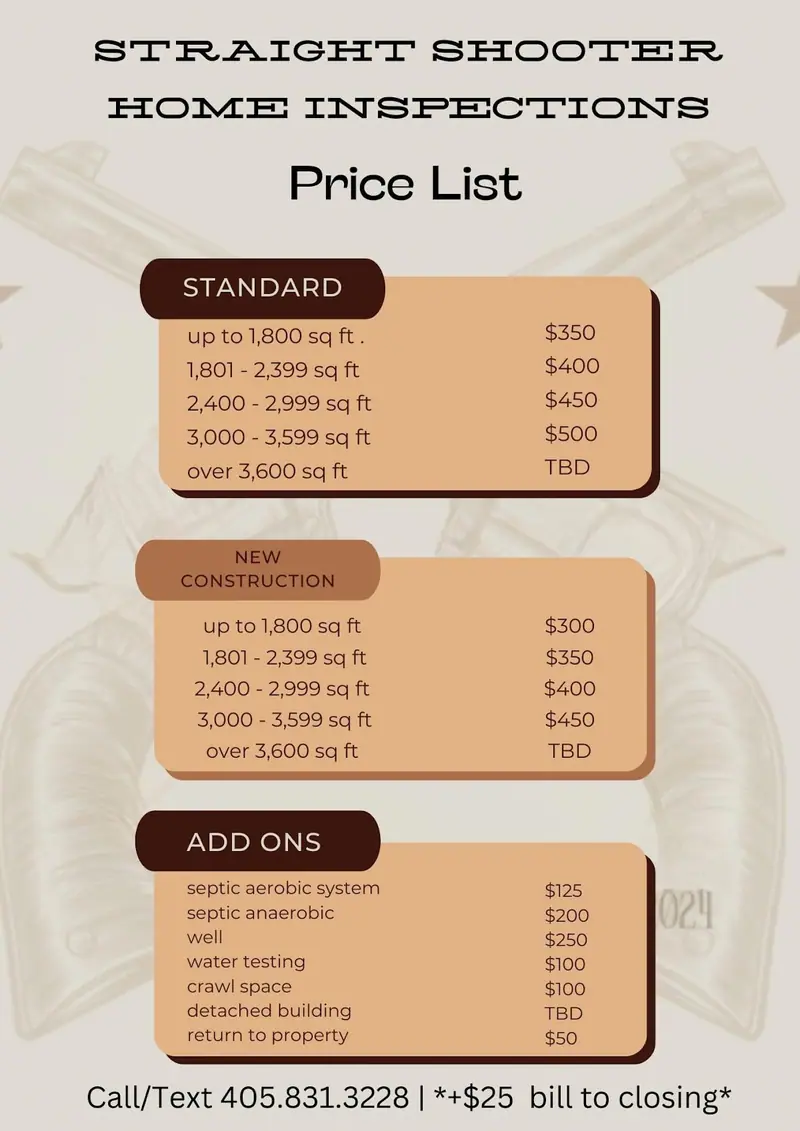 STRAIGHT SHOOTER
HOME INSPECTIONS
Price List
STANDARD
up to 1,800 sq ft . $350
1,801 - 2,399 sq ft $400
2,400 - 2,999 sq ft $450
3,000 - 3,599 sq ft $500
over 3,600 sq ft TBD
NEW
CONSTRUCTION
up to 1,800 sq ft $300
1,801 - 2,399 sq ft $350
2,400 - 2,999 sq ft $400
3,000 - 3,599 sq ft $450
over 3,600 sq ft TBD
ADD ONS
septic aerobic system $125
septic anaerobic $200
well $250
water testing $100
crawl space $100
detached building TBD
return to property $50
024
Call/Text 405.831.3228 | *+$25 bill to closing*